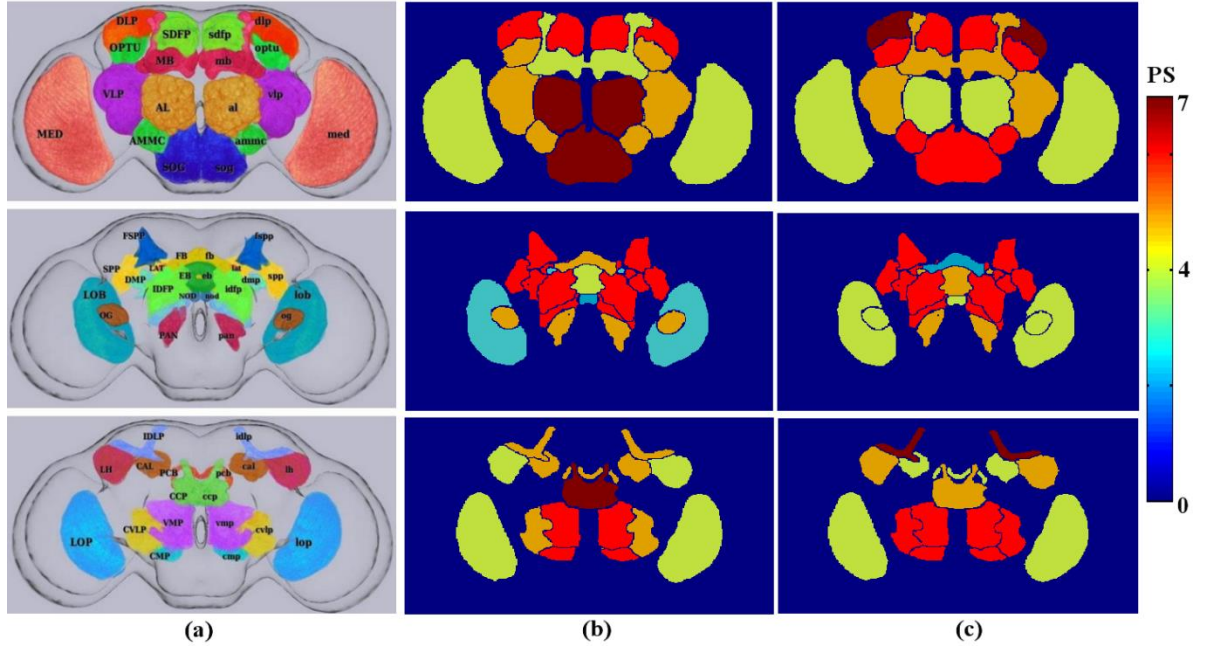 DLP SDFP sdfp dlp
OPTU optu
MB mb
VLP AL al vlp
MED med
AMMC ammc
SOG sog
FSPP fspp
FB fb
SPP LAT EB eb lat spp
DMP dmp
LOB IDFP idfp lob
NOD nod
OG og
PAN pan
IDLP idlp
LH CAL PCB pcb cal lh
CCP ccp
CVLP VMP vmp cvlp
LOP lop
CMP cmp
PS
7
4
0
(a) (b) (c)